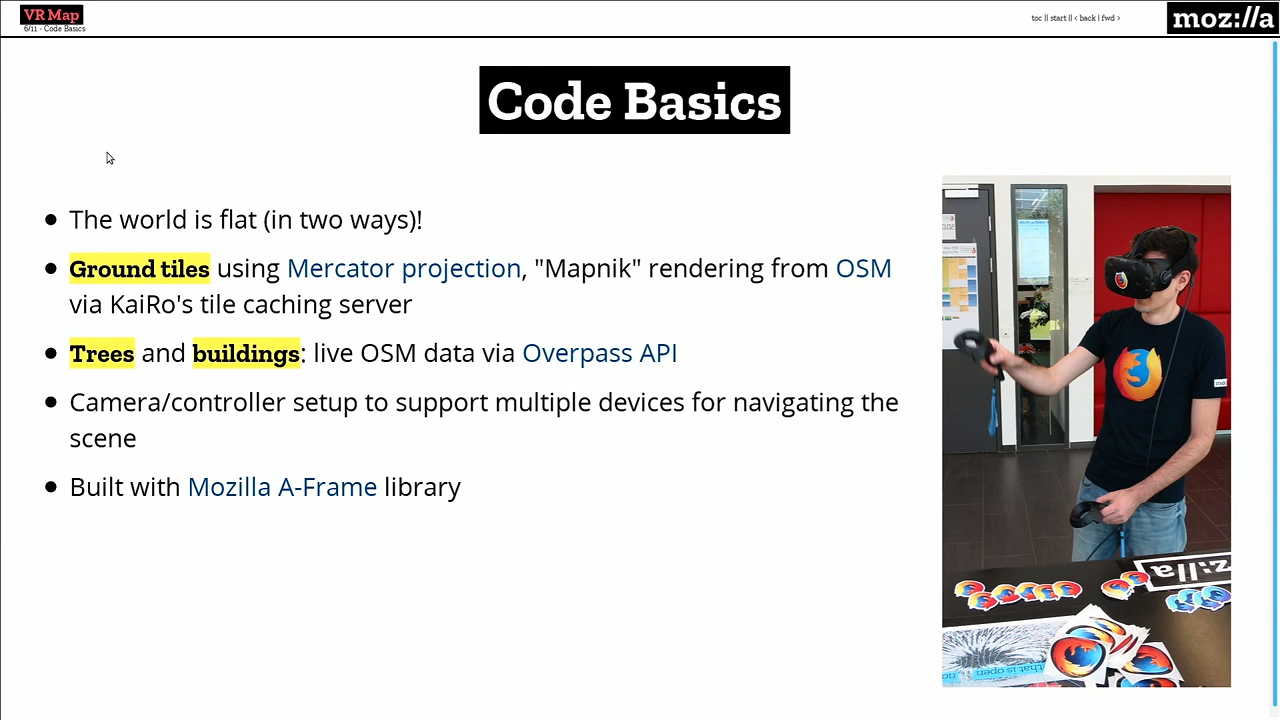 VR Map
6/11 - Code Basics
toc || start || < back | fwd >
moz://a
Code Basics
The world is flat (in two ways)!
Ground tiles using Mercator projection, "Mapnik" rendering from OSM
via KaiRo's tile caching server
Trees and buildings: live OSM data via Overpass API
Camera/controller setup to support multiple devices for navigating the
scene
Built with Mozilla A-Frame library
that is open